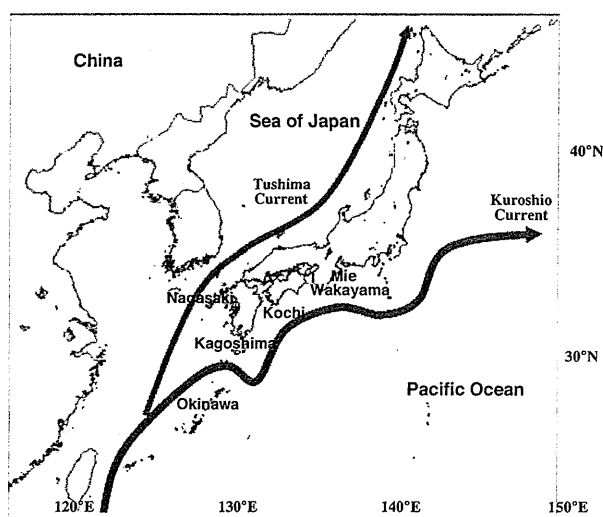 China
Sea of Japan
40°N
Tushima
Current
Kuroshio
Current
Mie
Nagasaki
Wakayama
Kochi
Kagoshima
30°N
Pacific Ocean
Okinawa
120°E
130°E
140°E
150°E